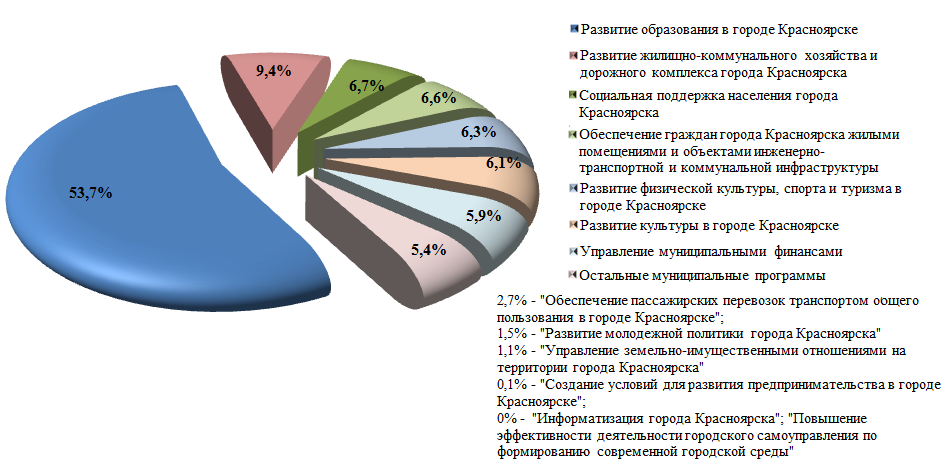 53,7%
9,4%
6,7%
6,6%
6,3%
6,1%
5,9%
5,4%
Развитие образования в городе Красноярске
Развитие жилищно-коммунального хозяйства и
дорожного комплекса города Красноярска
Социальная поддержка населения города
Красноярска
Обеспечение граждан города Красноярска жилыми
помещениями и объектами инженерно-
транспортной и коммунальной инфраструктуры
Развитие физической культуры, спорта и туризма в
городе Красноярске
Развитие культуры в городе Красноярске
Управление муниципальными финансами
Остальные муниципальные программы
2,7% - "Обеспечение пассажирских перевозок транспортом общего
пользования в городе Красноярске";
1,5% - "Развитие молодежной политики города Красноярска"
1,1% - "Управление земельно-имущественными отношениями на
территории города Красноярска"
0,1% - "Создание условий для развития предпринимательства в городе
Красноярске";
0% - "Информатизация города Красноярска"; "Повышение
эффективности деятельности городского самоуправления по
формированию современной городской среды"